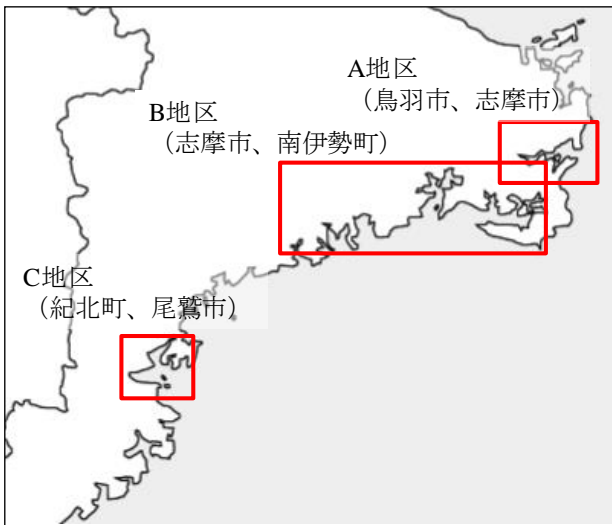 A地区
（鳥羽市、志摩市）
B地区
（志摩市、南伊勢町）
C地区
（紀北町、尾鷲市）